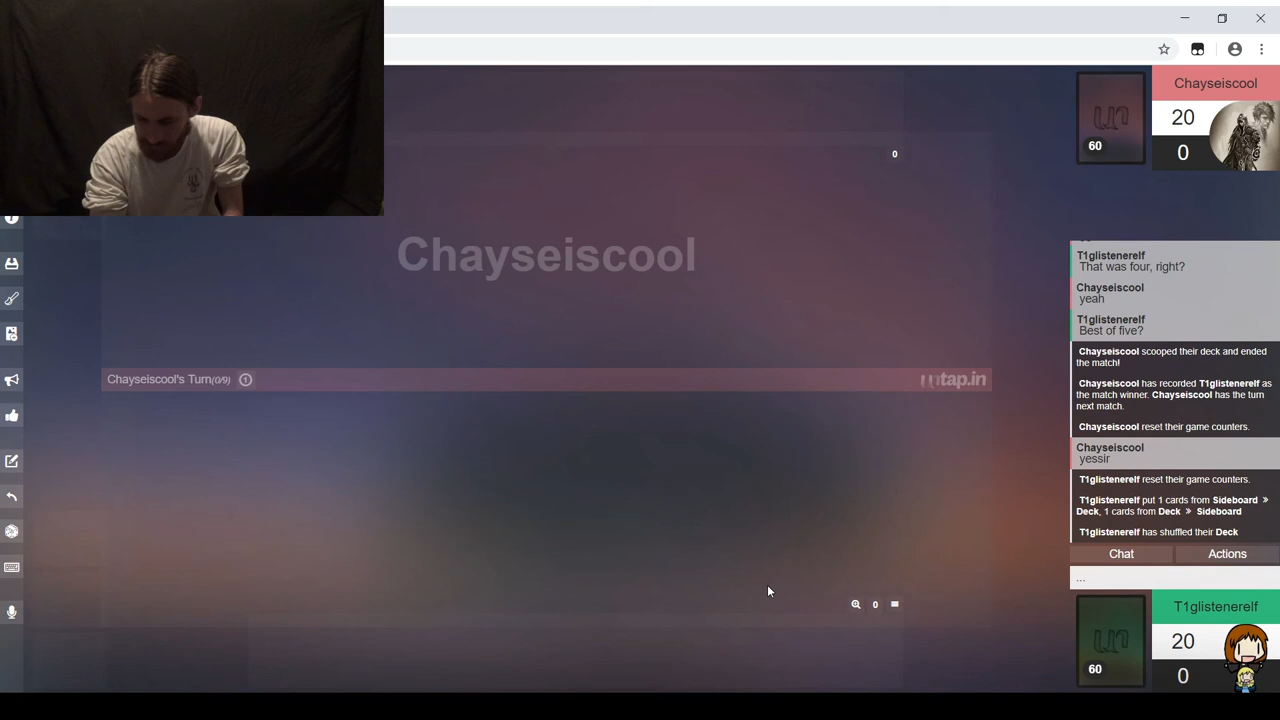 Chayseiscool
20
60
0
0
Chayseiscool
T1glistenerelf
That was four, right?
Chayseiscool
yeah
T1glistenerelf
Best of five?
Chayseiscool scooped their deck and ended
the match!
Chayseiscool has recorded T1glistenerelf as
the match winner. Chayseiscool has the turn
next match.
Chayseiscool reset their game counters.
Chayseiscool
yessir
T1glistenerelf reset their game counters.
T1glistenerelf put 1 cards from Sideboard »
Deck, 1 cards from Deck » Sideboard
T1glistenerelf has shuffled their Deck
Chayseiscool's Turn(0/9) 1
untap.in
Chat Actions
...
0
T1glistenerelf
20
60
0